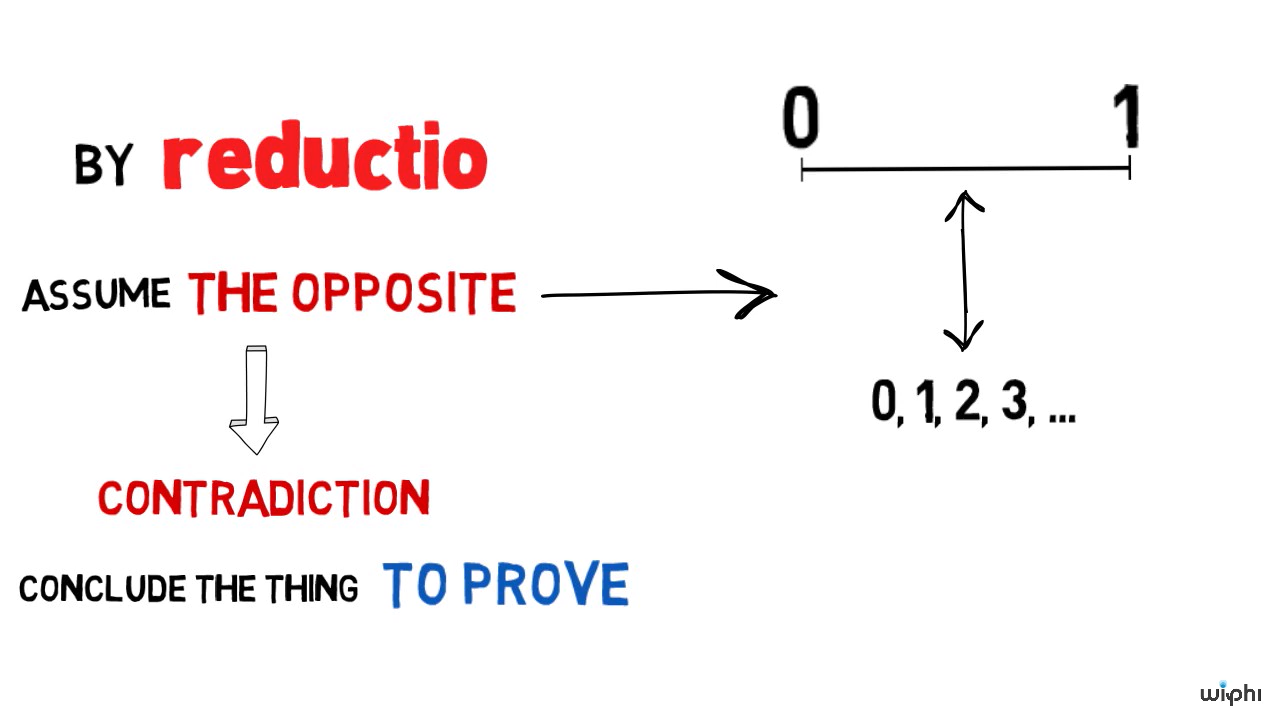 BY reductio
ASSUME THE OPPOSITE
CONTRADICTION
CONCLUDE THE THING TO PROVE
0 1
0, 1, 2, 3, ...
wiphi